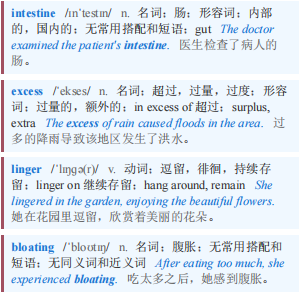 intestine /ɪnˈtestɪn/ n. 名词；肠；形容词：内部
的，国内的；无常用搭配和短语；gut The doctor
examined the patient's intestine. 医生检查了病人的
肠。
excess /ˈekses/ n. 名词：超过，过量，过度；形容
词：过量的，额外的；in excess of 超过；surplus,
extra The excess of rain caused floods in the area. 过
多的降雨导致该地区发生了洪水。
linger /ˈlɪŋɡə(r)/ v. 动词：逗留，徘徊，持续存
留；linger on 继续存留；hang around, remain She
lingered in the garden, enjoying the beautiful flowers.
她在花园里逗留，欣赏着美丽的花朵。
bloating /ˈbloʊtɪŋ/ n. 名词：腹胀；无常用搭配和
短语；无同义词和近义词 After eating too much, she
experienced bloating. 吃太多之后，她感到腹胀。